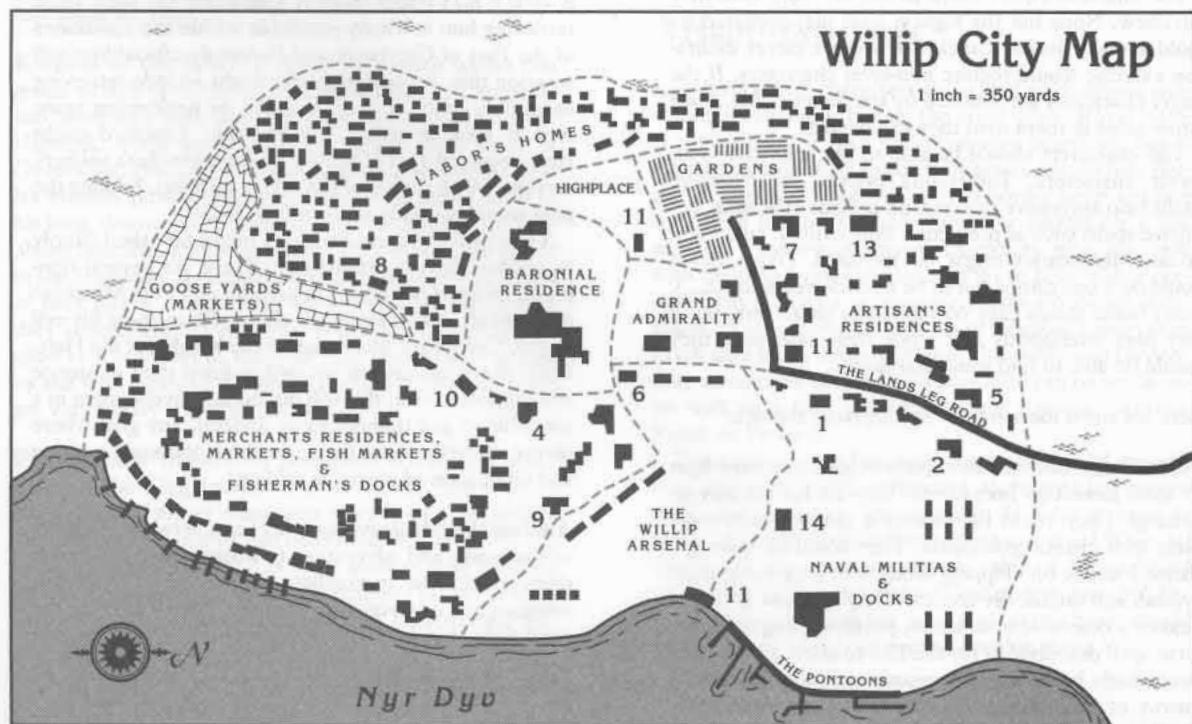 Willip City Map
1 inch = 350 yards
LABOR'S HOMES
HIGHPLACE
GARDENS
11
7
13
8
GOOSE YARDS
(MARKETS)
BARONIAL
RESIDENCE
GRAND
ADMIRALITY
ARTISAN'S
RESIDENCES
11
THE LANDS LEG ROAD
10
6
5
4
1
MERCHANTS RESIDENCES,
MARKETS, FISH MARKETS
&
FISHERMAN'S DOCKS
2
9
THE
WILLIP
ARSENAL
14
NAVAL MILITIAS
&
DOCKS
11
THE PONTOONS
N
Nyr Dyv